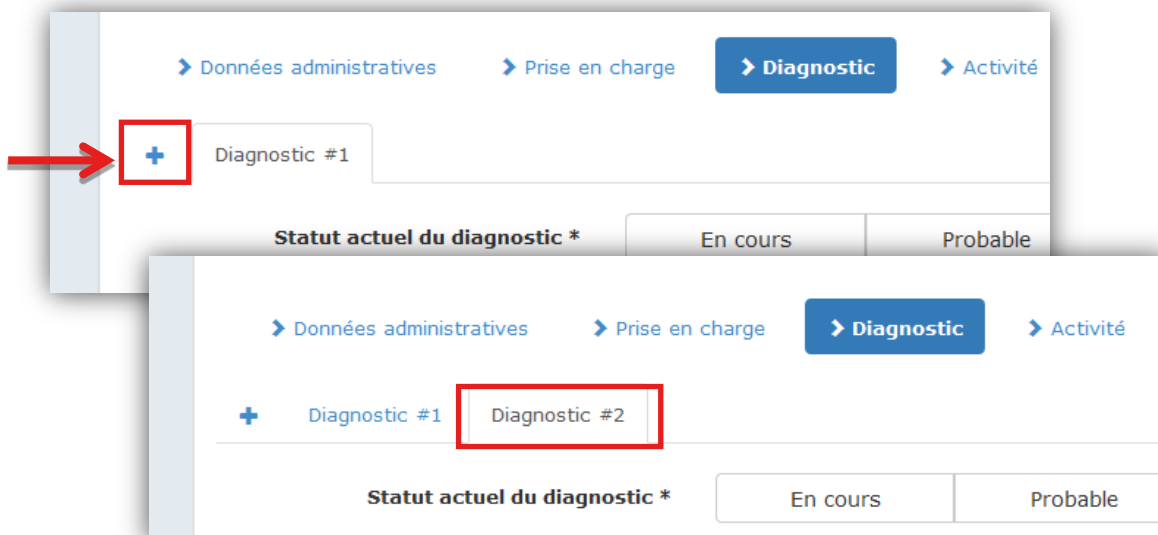 Données administratives Prise en charge Diagnostic Activité
+ Diagnostic #1
Statut actuel du diagnostic * En cours Probable
Données administratives Prise en charge Diagnostic Activité
+ Diagnostic #1 Diagnostic #2
Statut actuel du diagnostic * En cours Probable